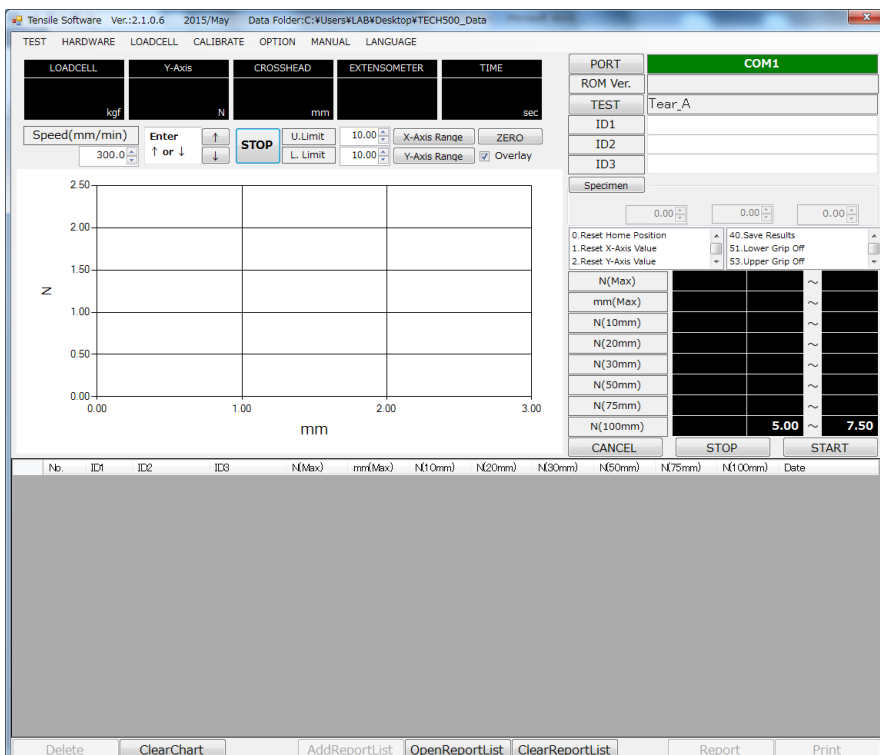 Tensile Software Ver.:2.1.0.6 2015/May Data Folder:C:¥Users¥LAB¥Desktop¥TECH500_Data
TEST HARDWARE LOADCELL CALIBRATE OPTION MANUAL LANGUAGE
LOADCELL Y-Axis CROSSHEAD EXTENSOMETER TIME
kgf N mm sec
Speed(mm/min)
300.0
Enter
↑ or ↓
↑
↓
STOP
U.Limit 10.00 X-Axis Range ZERO
L. Limit 10.00 Y-Axis Range Overlay
2.50
2.00
1.50
N
1.00
0.50
0.00
0.00 1.00 2.00 3.00
mm
PORT COM1
ROM Ver.
TEST Tear_A
ID1
ID2
ID3
Specimen
0.00 0.00 0.00
0.Reset Home Position
1.Reset X-Axis Value
2.Reset Y-Axis Value
40.Save Results
51.Lower Grip Off
53.Upper Grip Off
N(Max) ～
mm(Max) ～
N(10mm) ～
N(20mm) ～
N(30mm) ～
N(50mm) ～
N(75mm) ～
N(100mm) 5.00 ～ 7.50
CANCEL STOP START
No. ID1 ID2 ID3 N(Max) mm(Max) N(10mm) N(20mm) N(30mm) N(50mm) N(75mm) N(100mm) Date
Delete ClearChart AddReportList OpenReportList ClearReportList Report Print